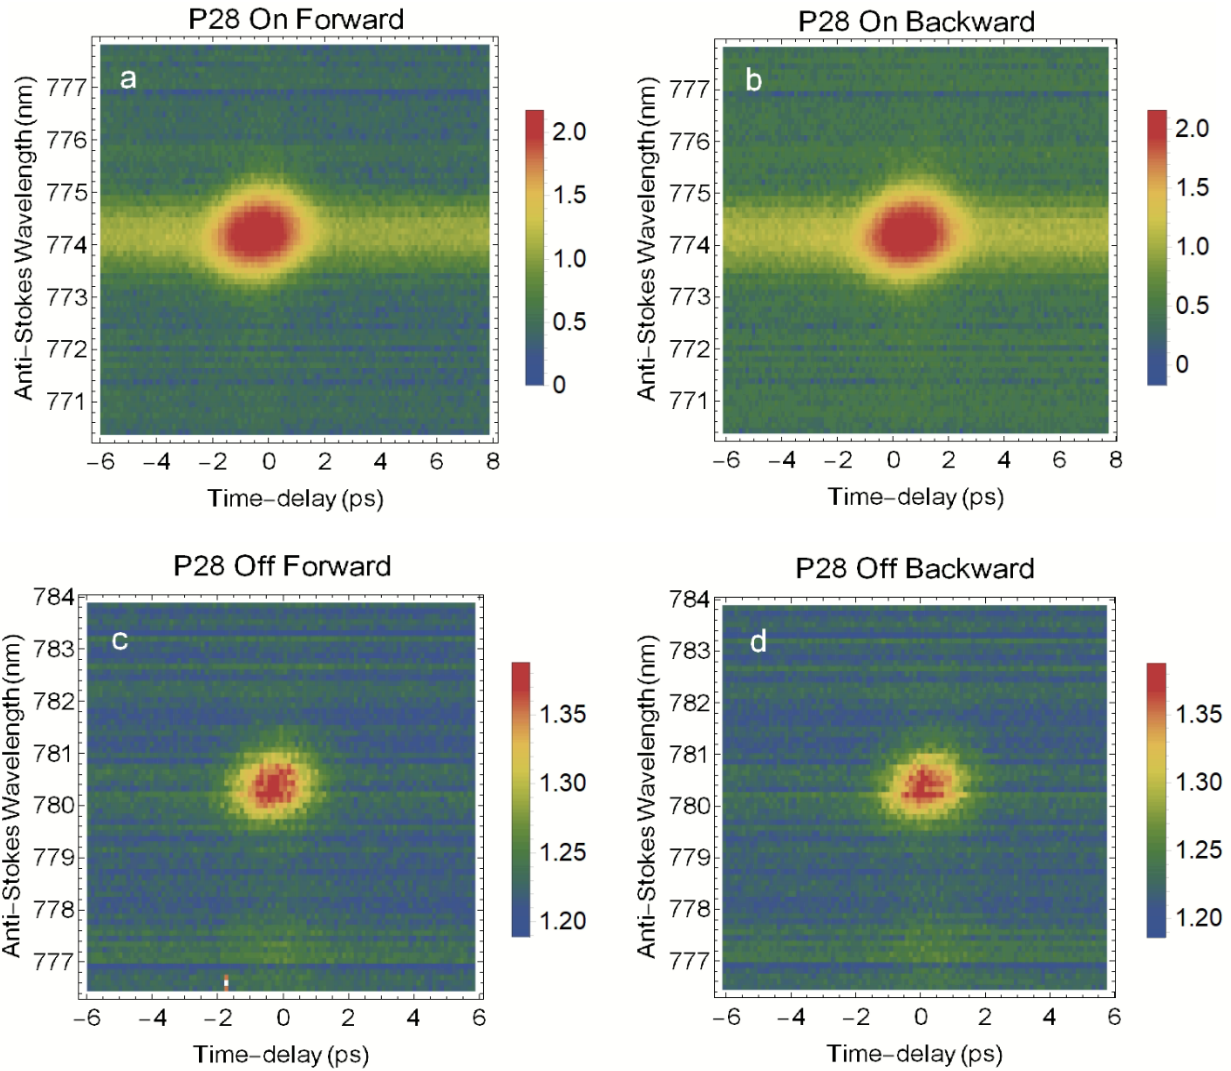 P28 On Forward
a
Anti-Stokes Wavelength (nm)
777
776
775
774
773
772
771
-6 -4 -2 0 2 4 6 8
Time-delay (ps)
2.0
1.5
1.0
0.5
0
P28 On Backward
b
Anti-Stokes Wavelength (nm)
777
776
775
774
773
772
771
-6 -4 -2 0 2 4 6 8
Time-delay (ps)
2.0
1.5
1.0
0.5
0
P28 Off Forward
c
Anti-Stokes Wavelength (nm)
784
783
782
781
780
779
778
777
-6 -4 -2 0 2 4 6
Time-delay (ps)
1.35
1.30
1.25
1.20
P28 Off Backward
d
Anti-Stokes Wavelength (nm)
784
783
782
781
780
779
778
777
-6 -4 -2 0 2 4 6
Time-delay (ps)
1.35
1.30
1.25
1.20